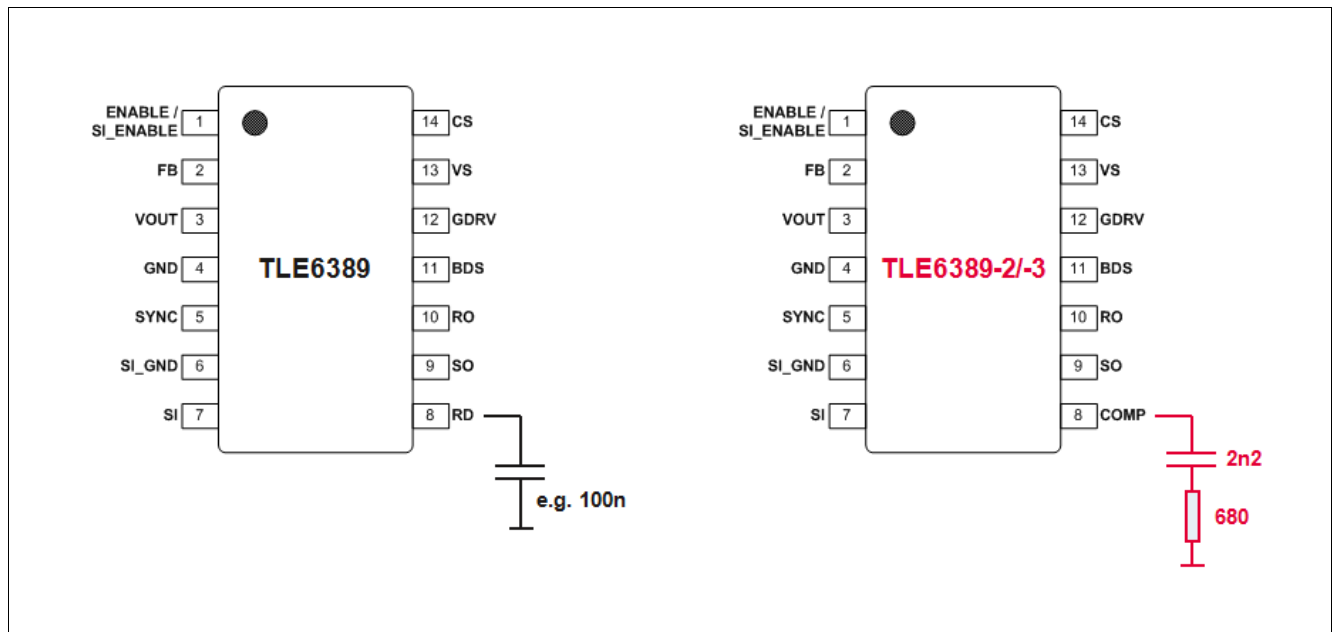 ENABLE /
SI_ENABLE 1
FB 2
VOUT 3
GND 4
SYNC 5
SI_GND 6
SI 7
TLE6389
14 CS
13 VS
12 GDRV
11 BDS
10 RO
9 SO
8 RD
e.g. 100n
ENABLE /
SI_ENABLE 1
FB 2
VOUT 3
GND 4
SYNC 5
SI_GND 6
SI 7
TLE6389-2/-3
14 CS
13 VS
12 GDRV
11 BDS
10 RO
9 SO
8 COMP
2n2
680